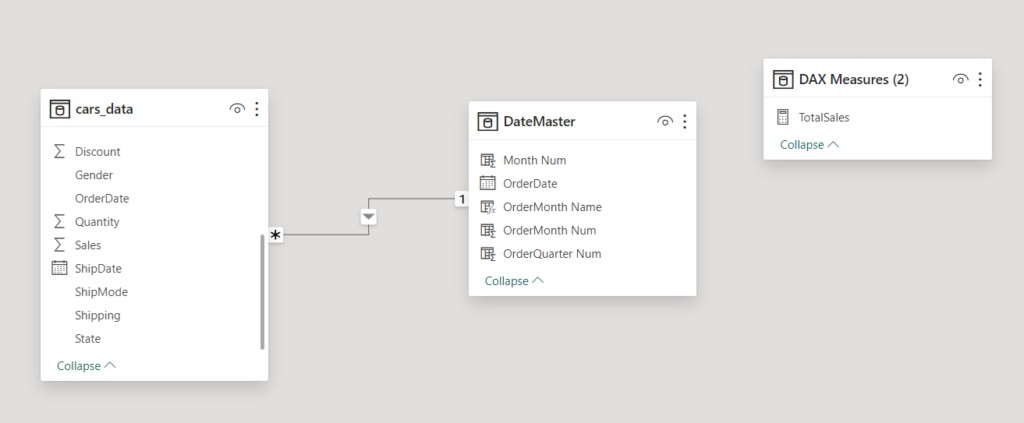 cars_data
Discount
Gender
OrderDate
Quantity
Sales
ShipDate
ShipMode
Shipping
State
Collapse
*
1
DateMaster
Month Num
OrderDate
OrderMonth Name
OrderMonth Num
OrderQuarter Num
Collapse
DAX Measures (2)
TotalSales
Collapse